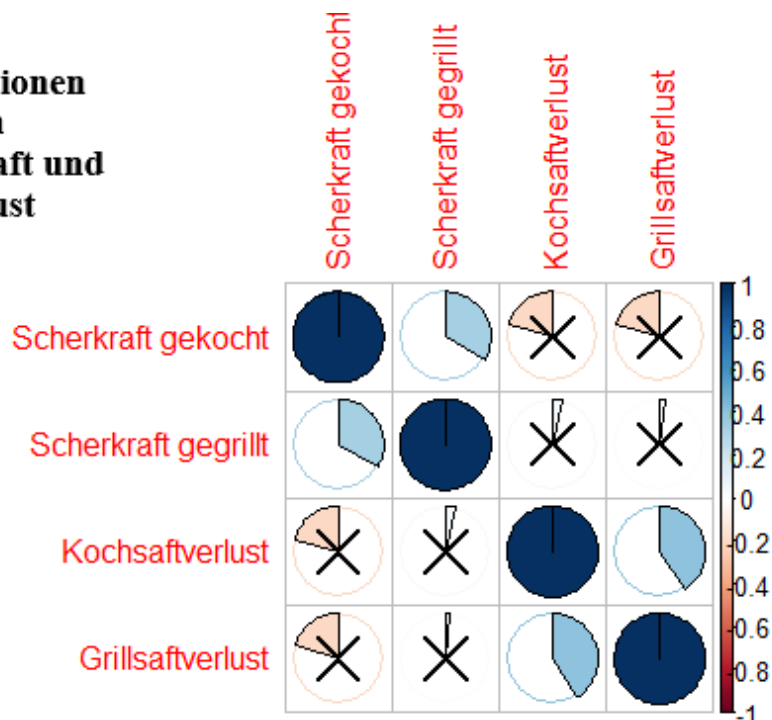 ionen
aft und
ust
Scherkraft gekocht
Scherkraft gegrillt
Kochsaftverlust
Grillsaftverlust
Scherkraft gekocht
Scherkraft gegrillt
Kochsaftverlust
Grillsaftverlust
1
0.8
0.6
0.4
0.2
0
-0.2
-0.4
-0.6
-0.8
-1